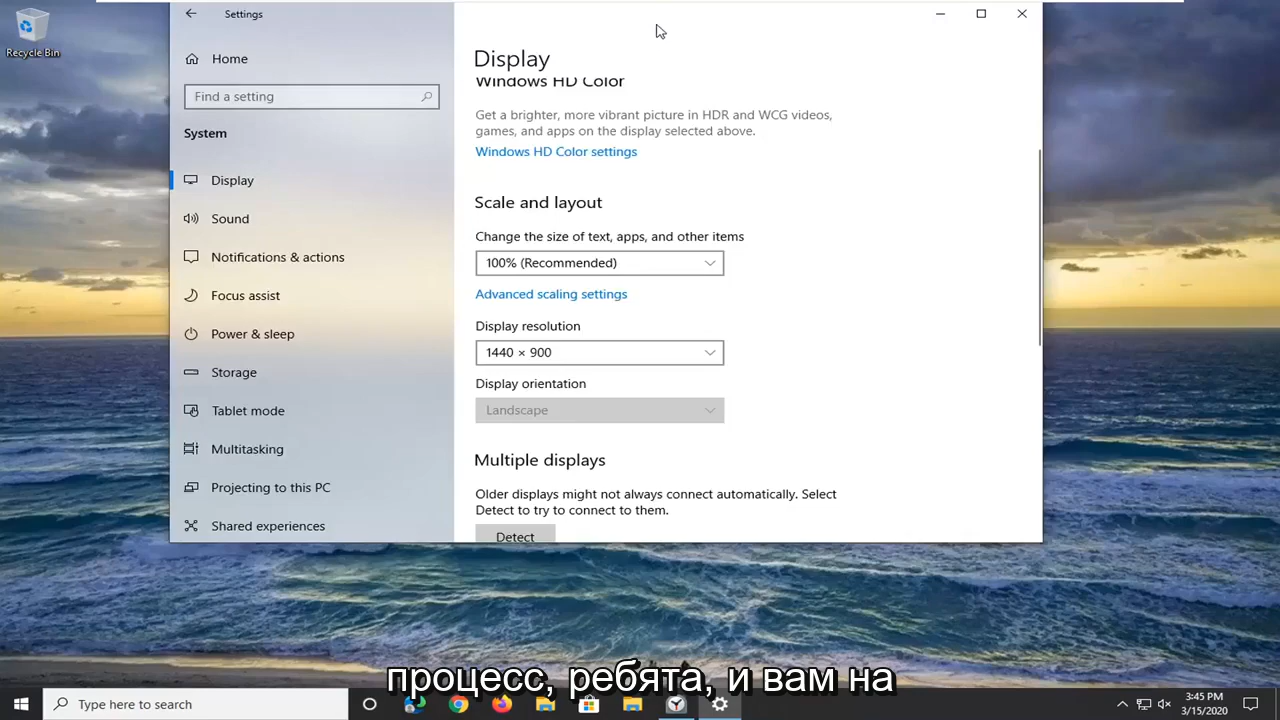 Settings
Recycle Bin
Home
Find a setting
System
Display
Sound
Notifications & actions
Focus assist
Power & sleep
Storage
Tablet mode
Multitasking
Projecting to this PC
Shared experiences
Display
Windows HD Color
Get a brighter, more vibrant picture in HDR and WCG videos,
games, and apps on the display selected above.
Windows HD Color settings
Scale and layout
Change the size of text, apps, and other items
100% (Recommended)
Advanced scaling settings
Display resolution
1440 × 900
Display orientation
Landscape
Multiple displays
Older displays might not always connect automatically. Select
Detect to try to connect to them.
Detect
процесс, ребята, и вам на
Type here to search
3:45 PM
3/15/2020